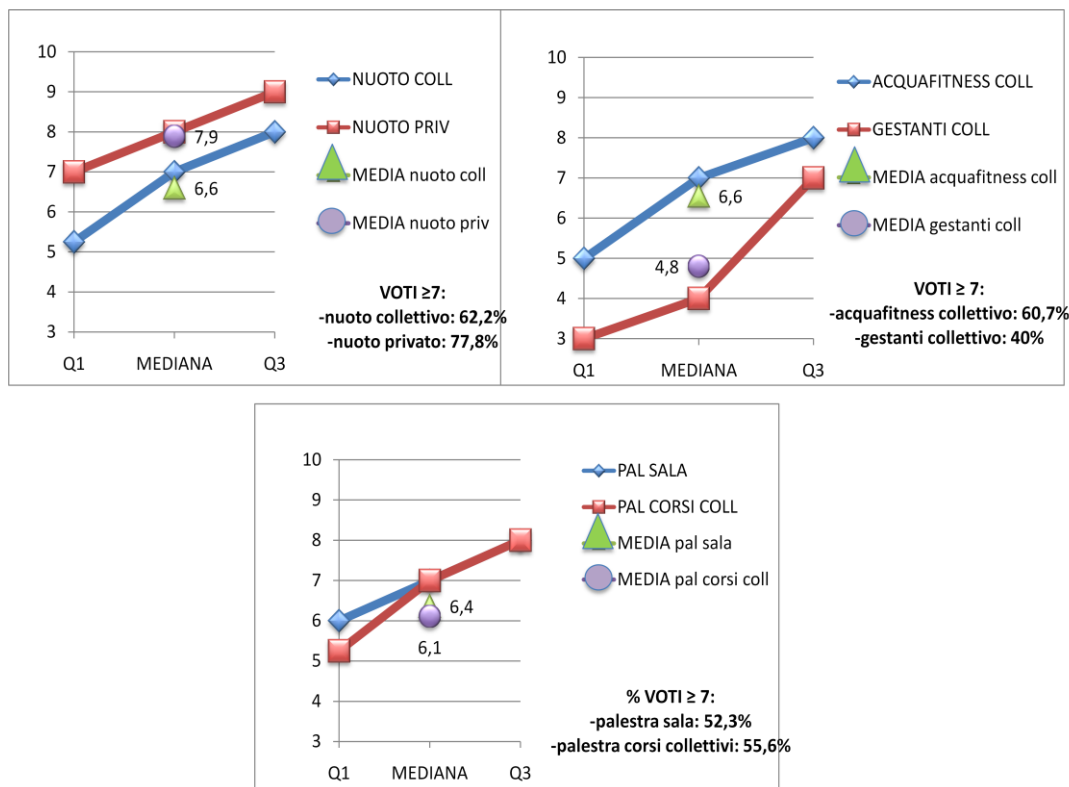 10
9
8
7
6
5
4
3
Q1 MEDIANA Q3
7,9
6,6
NUOTO COLL
NUOTO PRIV
MEDIA nuoto coll
MEDIA nuoto priv
VOTI ≥7:
-nuoto collettivo: 62,2%
-nuoto privato: 77,8%
10
9
8
7
6
5
4
3
Q1 MEDIANA Q3
6,6
4,8
ACQUAFITNESS COLL
GESTANTI COLL
MEDIA acquafitness coll
MEDIA gestanti coll
VOTI ≥ 7:
-acquafitness collettivo: 60,7%
-gestanti collettivo: 40%
10
9
8
7
6
5
4
3
Q1 MEDIANA Q3
6,4
6,1
PAL SALA
PAL CORSI COLL
MEDIA pal sala
MEDIA pal corsi coll
% VOTI ≥ 7:
-palestra sala: 52,3%
-palestra corsi collettivi: 55,6%